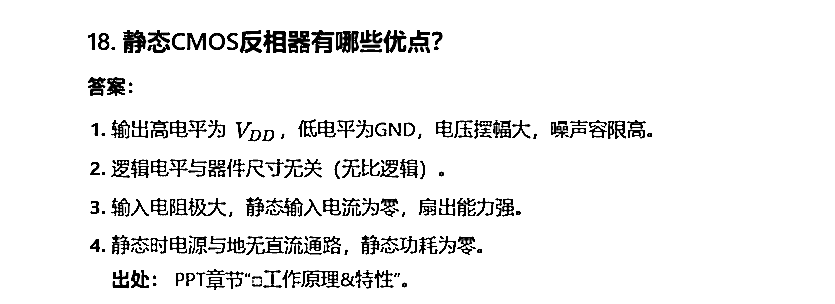 18. 静态CMOS反相器有哪些优点？
答案：
1. 输出高电平为 V_{DD}，低电平为GND，电压摆幅大，噪声容限高。
2. 逻辑电平与器件尺寸无关（无比逻辑）。
3. 输入电阻极大，静态输入电流为零，扇出能力强。
4. 静态时电源与地无直流通路，静态功耗为零。
出处： PPT章节“□工作原理&特性”。